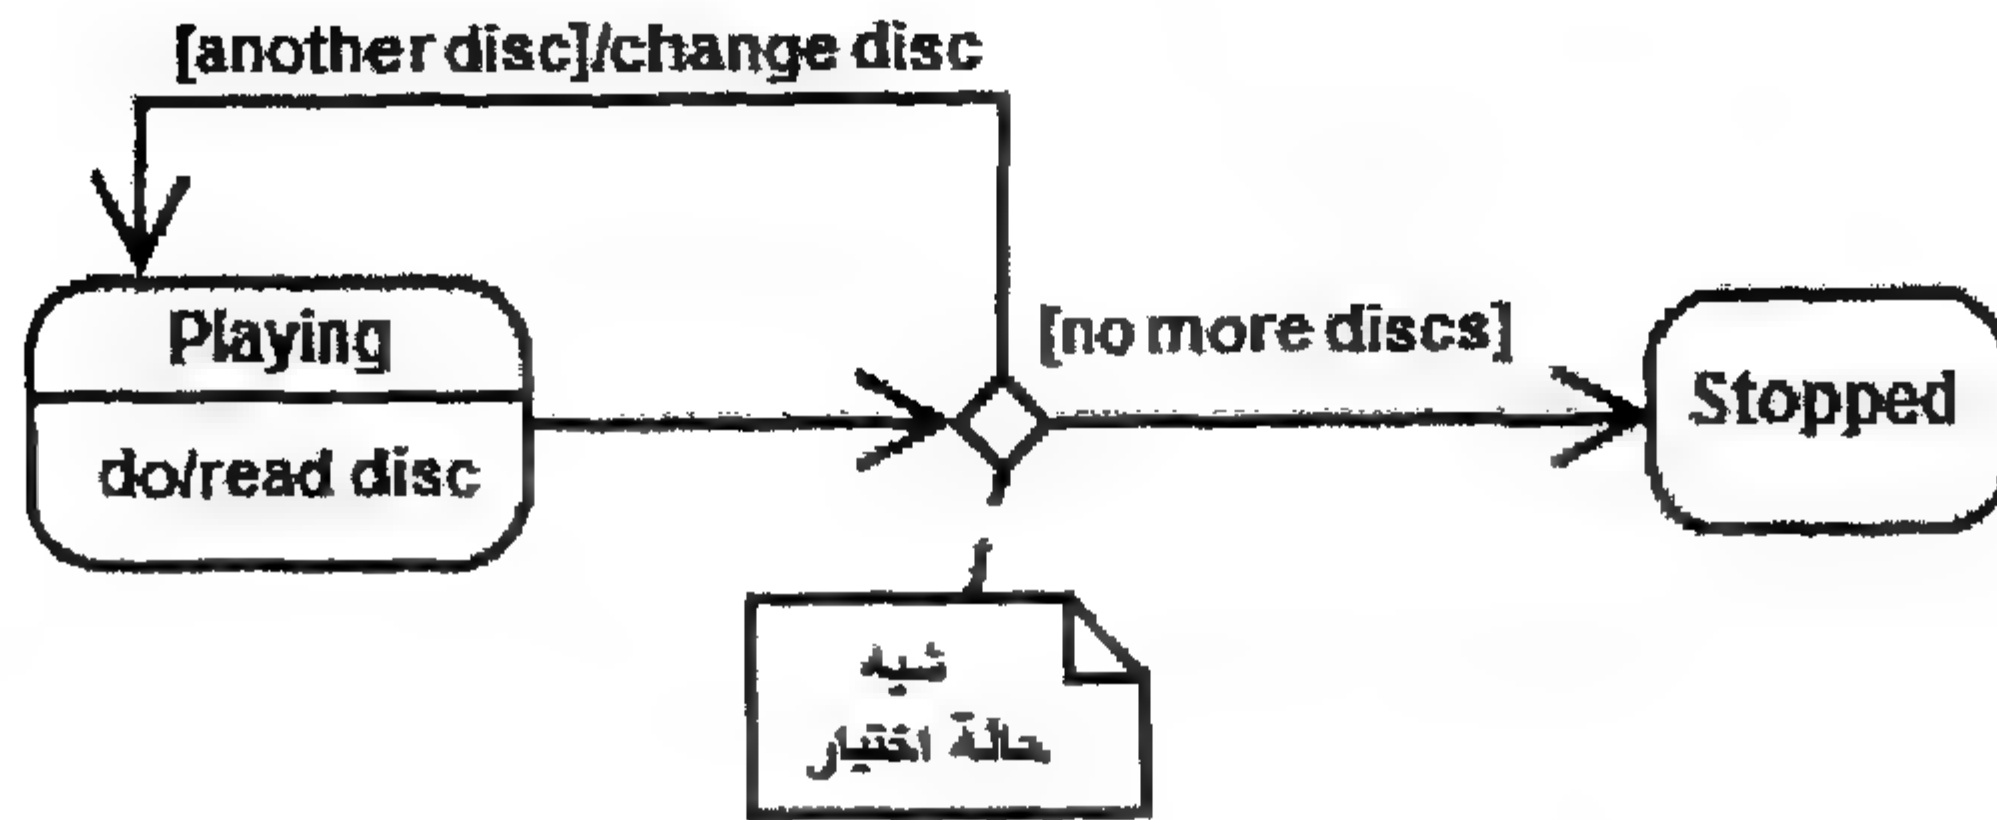 [another disc]/change disc
Playing
do/read disc
[no more discs]
Stopped
شبه
حالة اختيار